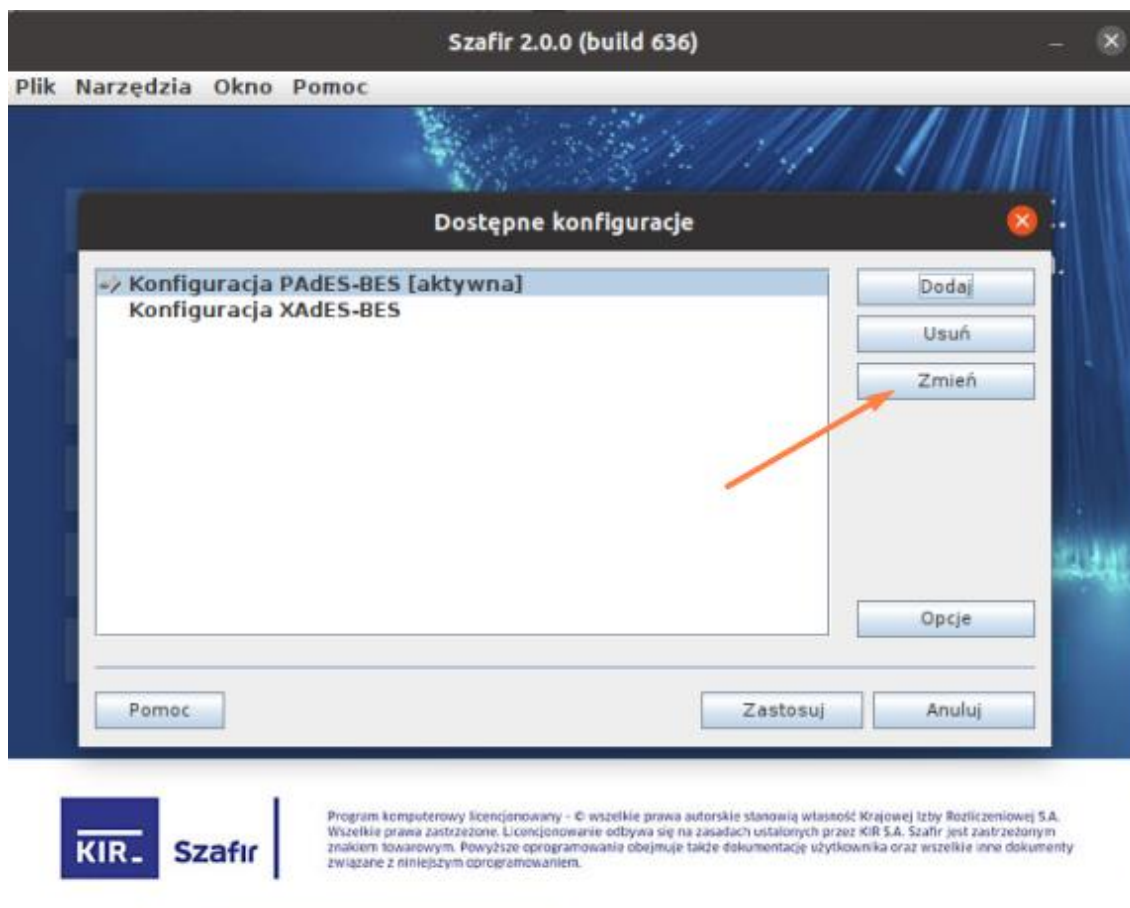 Szafir 2.0.0 (build 636)
Plik Narzędzia Okno Pomoc
Dostępne konfiguracje
Konfiguracja PAdES-BES [aktywna]
Konfiguracja XAdES-BES
Dodaj
Usuń
Zmień
Opcje
Pomoc
Zastosuj
Anuluj
KIR
Szafir
Program komputerowy licencjonowany - © wszelkie prawa autorskie stanowią własność Krajowej Izby Rozliczeniowej S.A.
Wszelkie prawa zastrzeżone. Licencjonowanie odbywa się na zasadach ustalonych przez KIR S.A. Szafir jest zastrzeżonym
znakiem towarowym. Powyższe oprogramowanie obejmuje także dokumentację użytkownika oraz wszelkie inne dokumenty
związane z niniejszym oprogramowaniem.